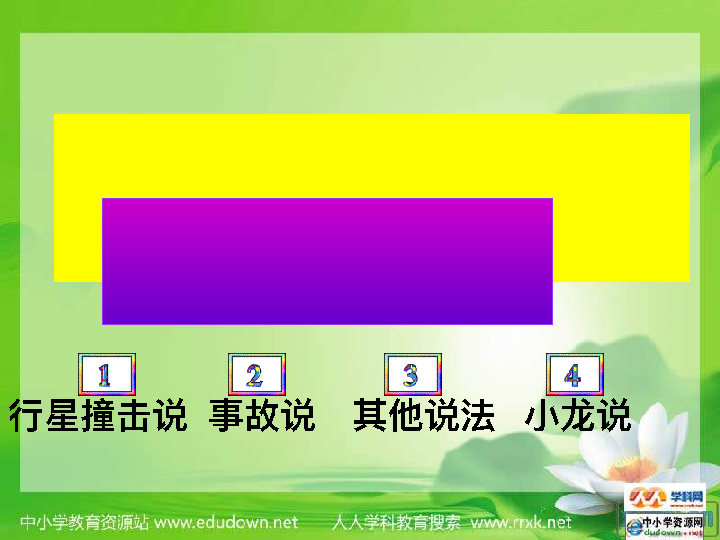 1 2 3 4
行星撞击说 事故说 其他说法 小龙说
学科网
中小学教育资源站 www.edudown.net 人人学科教育搜索 www.rrxk.net
中小学资源网